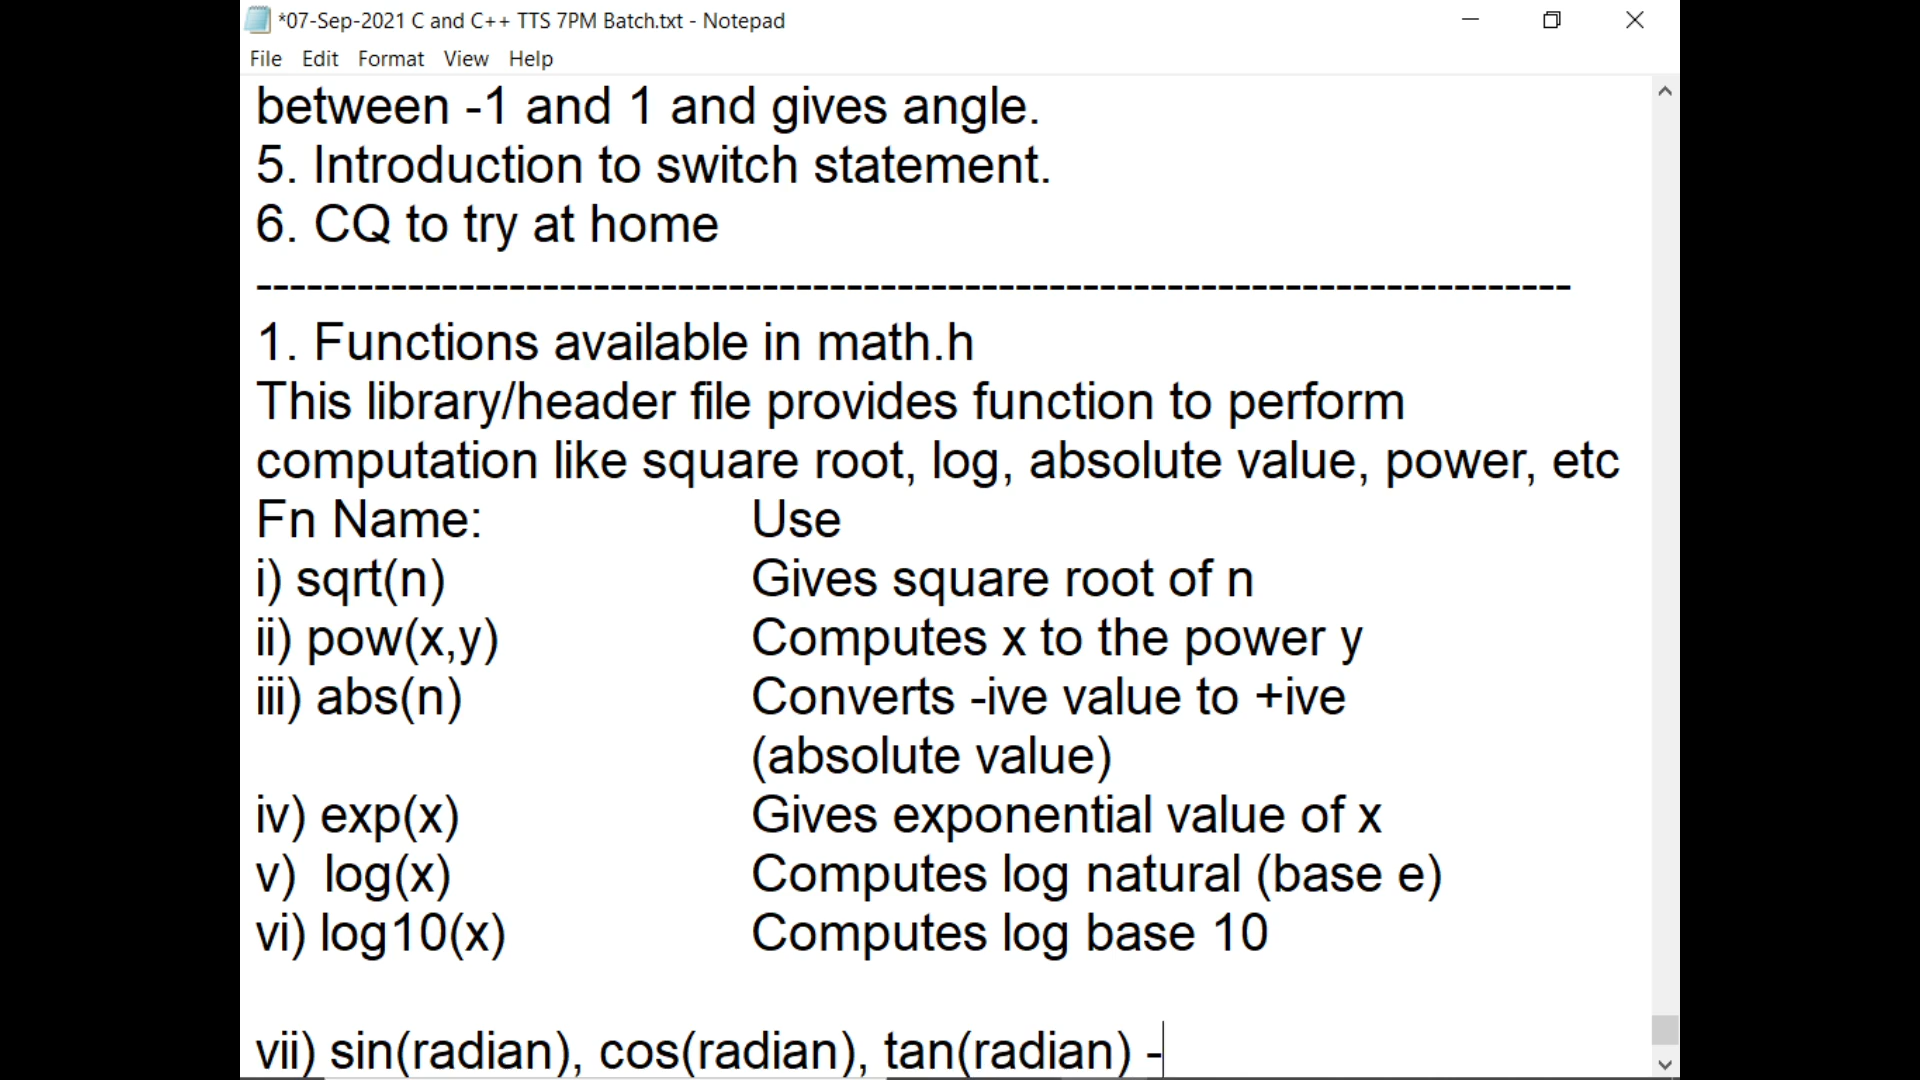 *07-Sep-2021 C and C++ TTS 7PM Batch.txt - Notepad
File Edit Format View Help
between -1 and 1 and gives angle.
5. Introduction to switch statement.
6. CQ to try at home
--------------------------------------------------------------------------------
1. Functions available in math.h
This library/header file provides function to perform
computation like square root, log, absolute value, power, etc
Fn Name: Use
i) sqrt(n) Gives square root of n
ii) pow(x,y) Computes x to the power y
iii) abs(n) Converts -ive value to +ive
(absolute value)
iv) exp(x) Gives exponential value of x
v) log(x) Computes log natural (base e)
vi) log10(x) Computes log base 10
vii) sin(radian), cos(radian), tan(radian) -